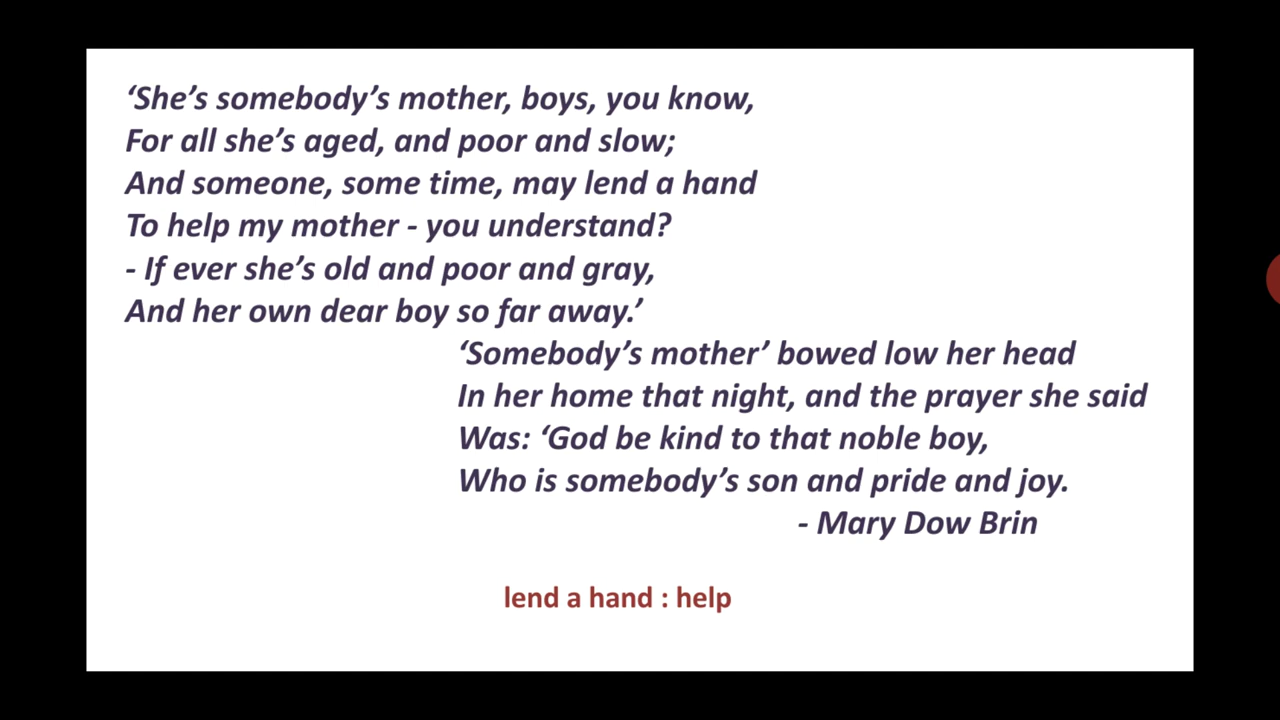 ‘She’s somebody’s mother, boys, you know,
For all she’s aged, and poor and slow;
And someone, some time, may lend a hand
To help my mother - you understand?
- If ever she’s old and poor and gray,
And her own dear boy so far away.’
‘Somebody’s mother’ bowed low her head
In her home that night, and the prayer she said
Was: ‘God be kind to that noble boy,
Who is somebody’s son and pride and joy.
- Mary Dow Brin
lend a hand : help